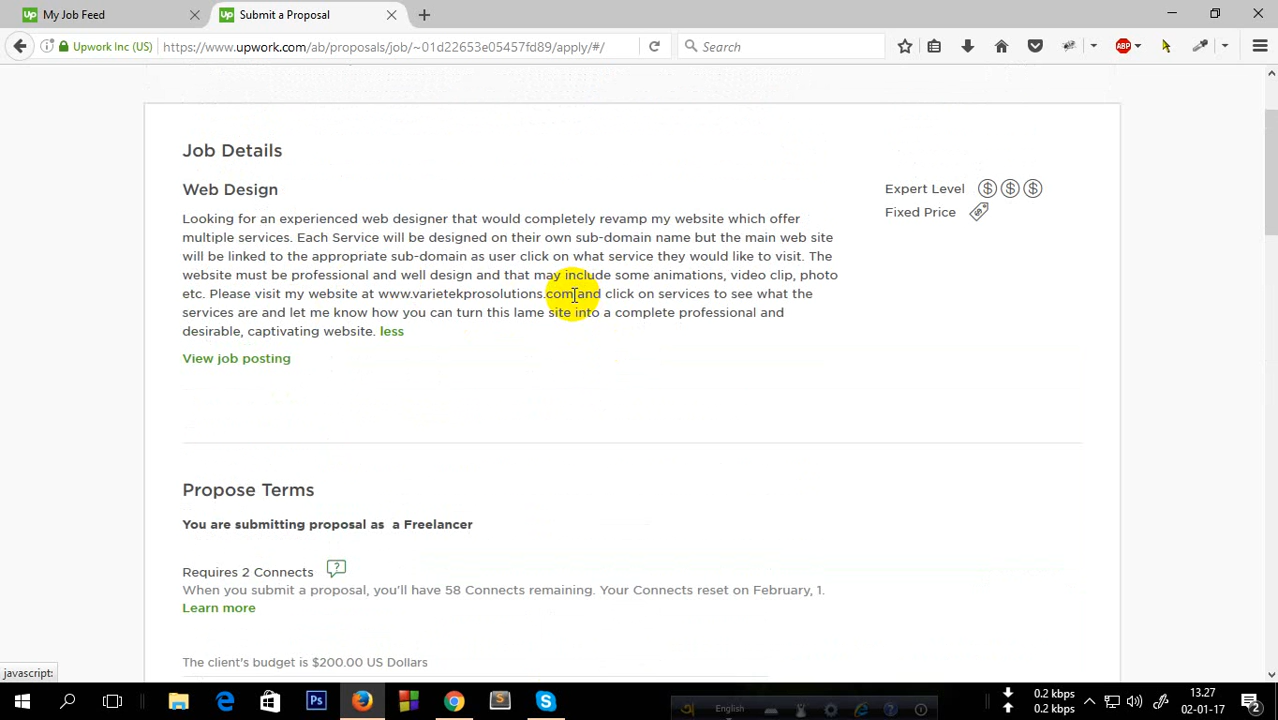 My Job Feed
Submit a Proposal
Upwork Inc (US)
https://www.upwork.com/ab/proposals/job/~01d22653e05457fd89/apply/#/
Search
ABP
Job Details
Web Design
Expert Level
Fixed Price
Looking for an experienced web designer that would completely revamp my website which offer
multiple services. Each Service will be designed on their own sub-domain name but the main web site
will be linked to the appropriate sub-domain as user click on what service they would like to visit. The
website must be professional and well design and that may include some animations, video clip, photo
etc. Please visit my website at www.varietekprosolutions.com and click on services to see what the
services are and let me know how you can turn this lame site into a complete professional and
desirable, captivating website. less
View job posting
Propose Terms
You are submitting proposal as a Freelancer
Requires 2 Connects
When you submit a proposal, you'll have 58 Connects remaining. Your Connects reset on February, 1.
Learn more
The client's budget is $200.00 US Dollars
javascript:
English
0.2 kbps
0.2 kbps
13.27
02-01-17